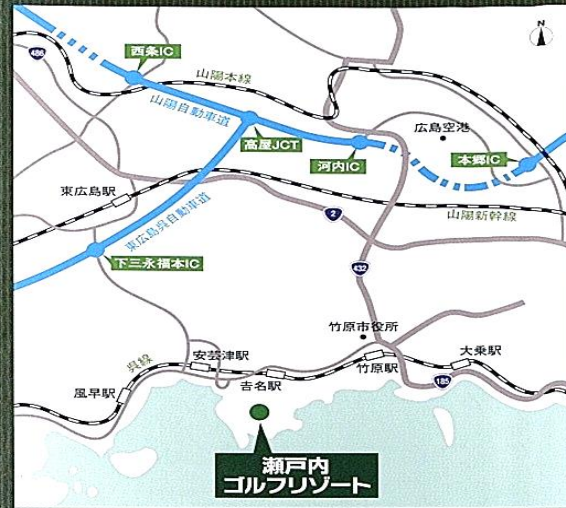 N
西条IC
486
山陽本線
山陽自動車道
広島空港
高屋JCT
河内IC
本郷IC
東広島駅
東広島呉自動車道
2
山陽新幹線
下三永福本IC
432
竹原市役所
安芸津駅
呉線
大乗駅
竹原駅
吉名駅
風早駅
185
瀬戸内
ゴルフリゾート